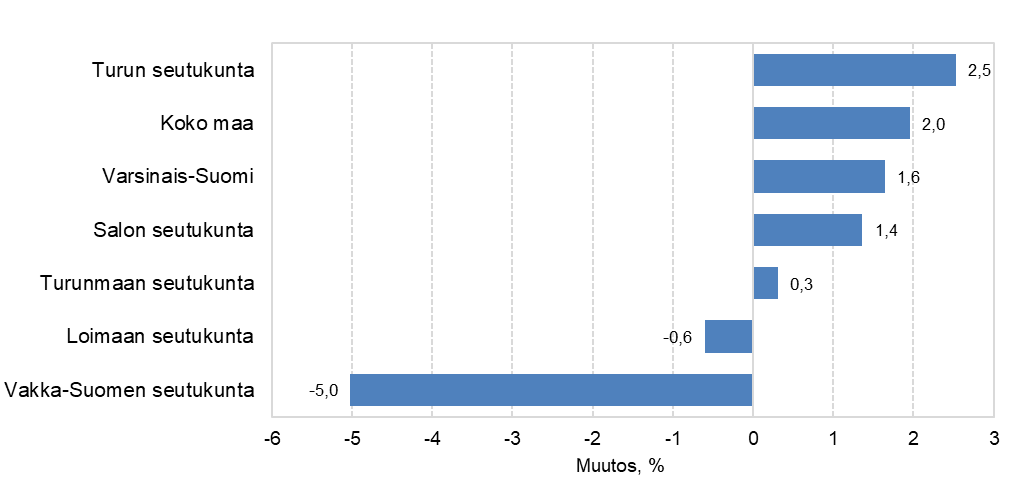 Turun seutukunta 2,5
Koko maa 2,0
Varsinais-Suomi 1,6
Salon seutukunta 1,4
Turunmaan seutukunta 0,3
Loimaan seutukunta -0,6
Vakka-Suomen seutukunta -5,0
-6 -5 -4 -3 -2 -1 0 1 2 3
Muutos, %